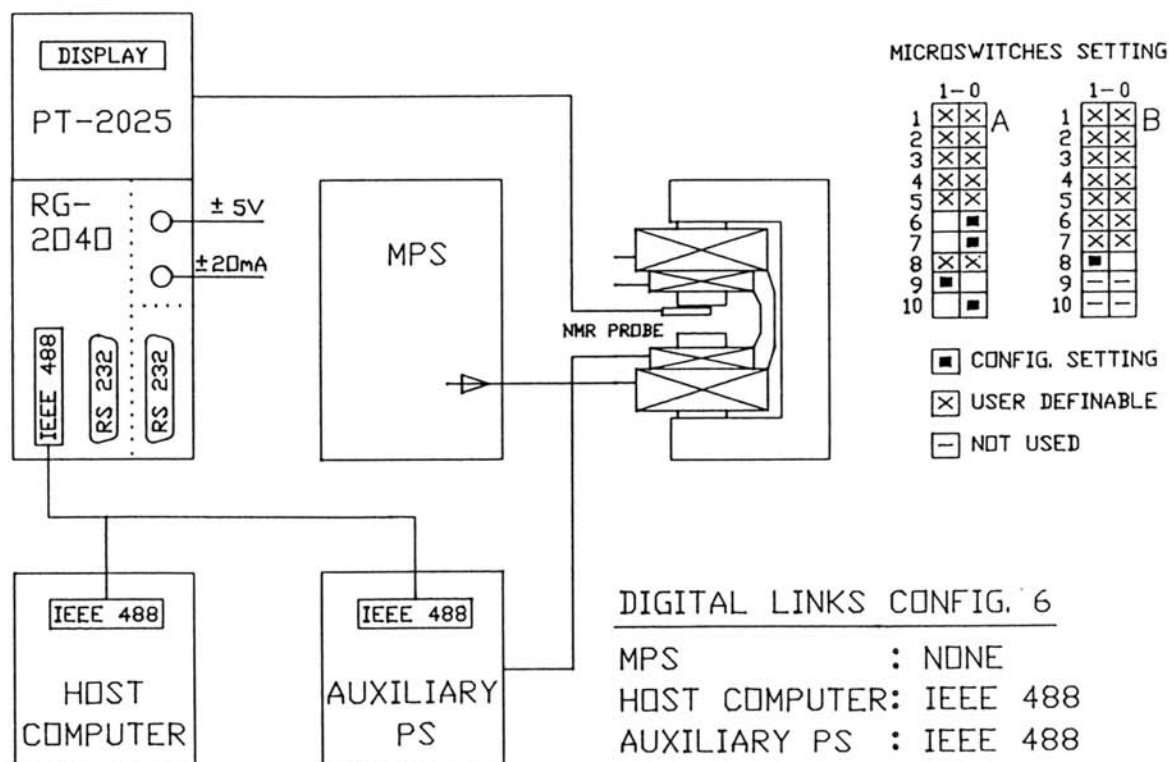 DISPLAY
PT-2025
RG-
2040
± 5V
±20mA
IEEE 488
RS 232
RS 232
MPS
NMR PROBE
MICROSWITCHES SETTING
1-0
1-0
A
B
1
2
3
4
5
6
7
8
9
10
1
2
3
4
5
6
7
8
9
10
CONFIG. SETTING
USER DEFINABLE
NOT USED
IEEE 488
HOST
COMPUTER
IEEE 488
AUXILIARY
PS
DIGITAL LINKS CONFIG. 6
MPS : NONE
HOST COMPUTER: IEEE 488
AUXILIARY PS : IEEE 488